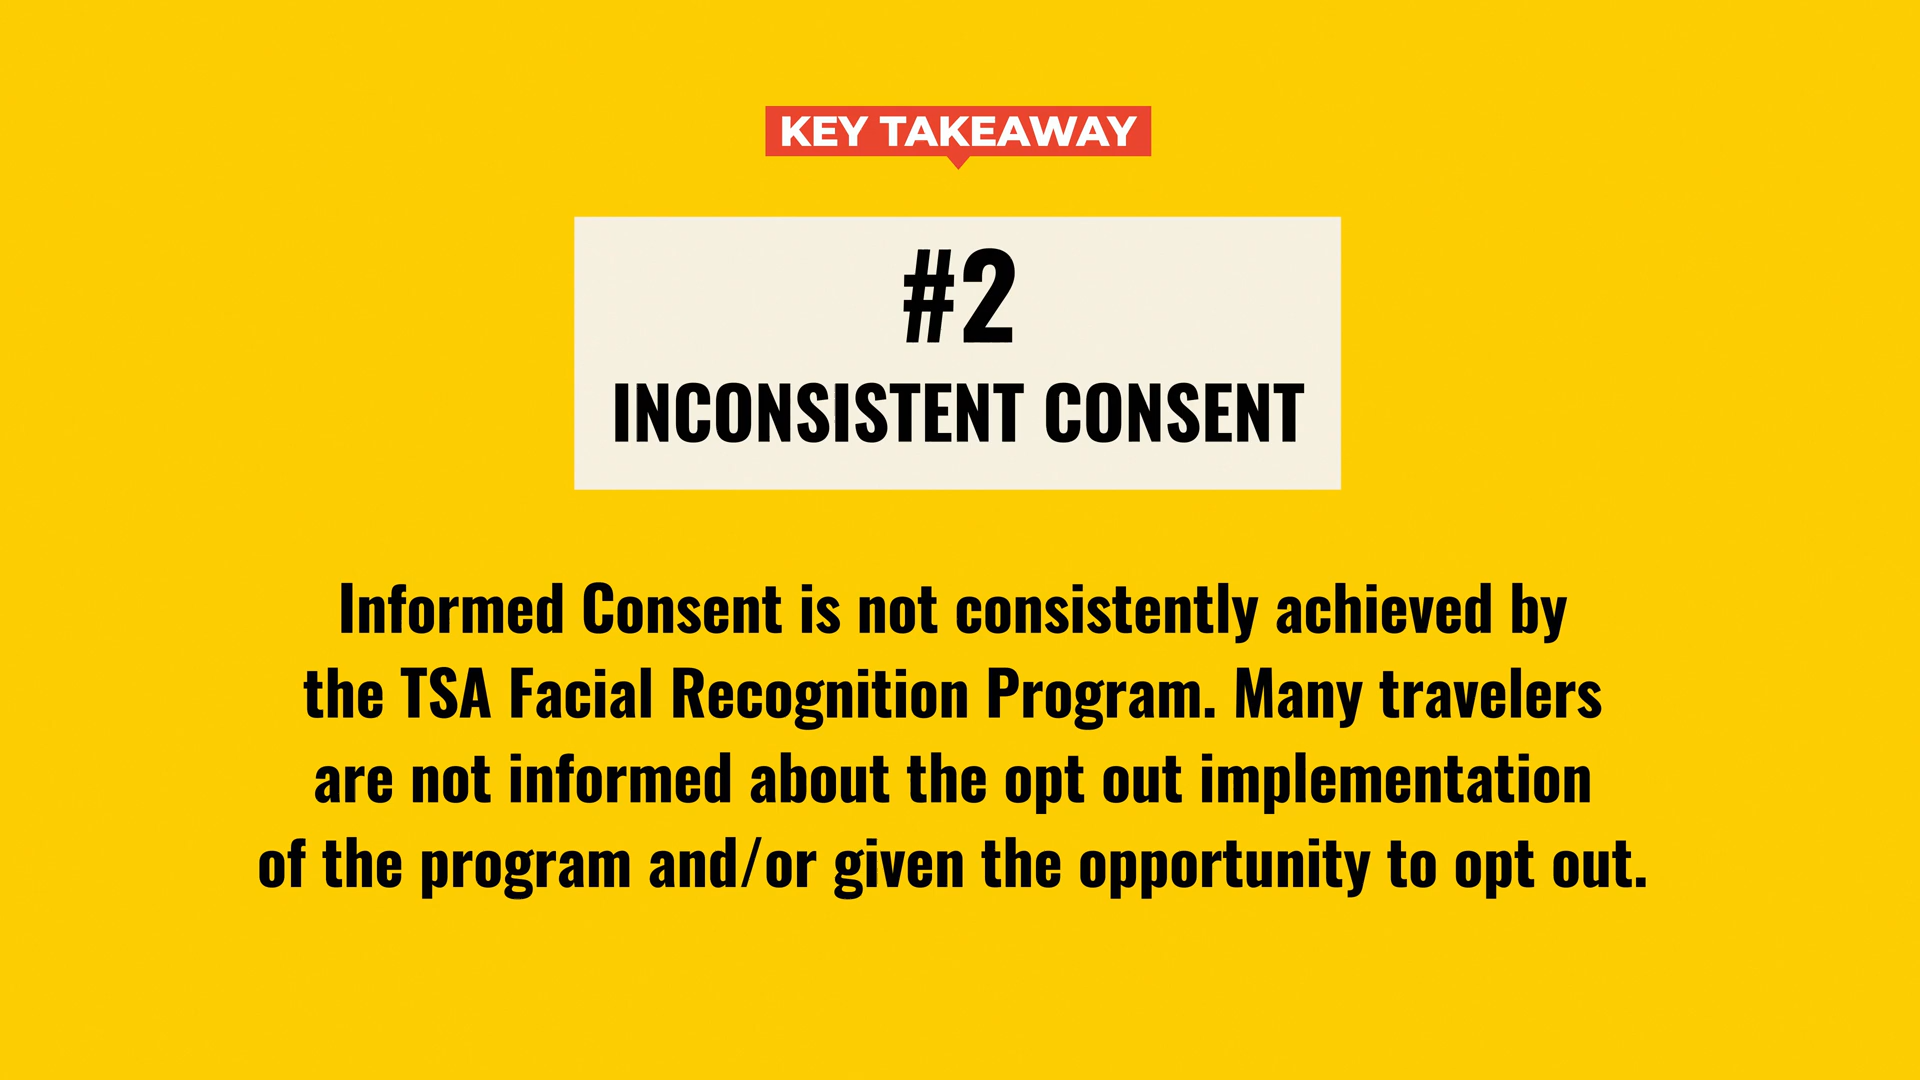 KEY TAKEAWAY
#2
INCONSISTENT CONSENT
Informed Consent is not consistently achieved by
the TSA Facial Recognition Program. Many travelers
are not informed about the opt out implementation
of the program and/or given the opportunity to opt out.